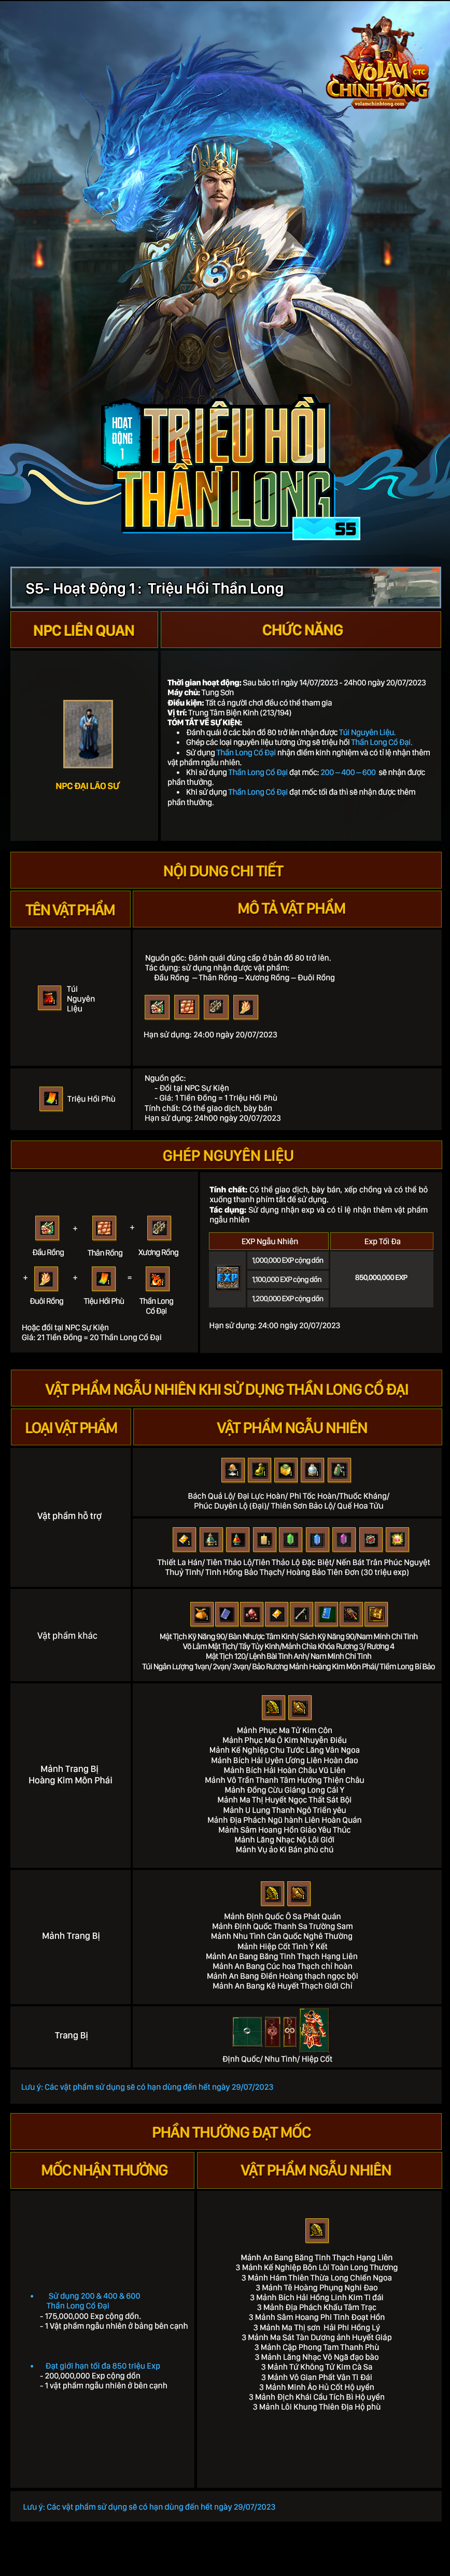 VÕ LÂM
CTC
CHINH TÔNG
volamchinhtong.com
HOẠT
ĐỘNG
1
TRIỆU HỒI
THẦN LONG
S5
S5- Hoạt Động 1 : Triệu Hồi Thần Long
NPC LIÊN QUAN
CHỨC NĂNG
NPC ĐẠI LÃO SƯ
Thời gian hoạt động: Sau bảo trì ngày 14/07/2023 - 24h00 ngày 20/07/2023
Máy chủ: Tung Sơn
Điều kiện: Tất cả người chơi đều có thể tham gia
Vị trí: Trung Tâm Biện Kinh (213/194)
TÓM TẮT VỀ SỰ KIỆN:
• Đánh quái ở các bản đồ 80 trở lên nhận được Túi Nguyên Liệu.
• Ghép các loại nguyên liệu tương ứng sẽ triệu hồi Thần Long Cổ Đại.
• Sử dụng Thần Long Cổ Đại nhận điểm kinh nghiệm và có tỉ lệ nhận thêm
vật phẩm ngẫu nhiên.
• Khi sử dụng Thần Long Cổ Đại đạt mốc: 200 – 400 – 600 sẽ nhận được
phần thưởng.
• Khi sử dụng Thần Long Cổ Đại đạt mốc tối đa thì sẽ nhận được thêm
phần thưởng.
NỘI DUNG CHI TIẾT
TÊN VẬT PHẨM
MÔ TẢ VẬT PHẨM
Túi
Nguyên
Liệu
Nguồn gốc: Đánh quái đúng cấp ở bản đồ 80 trở lên.
Tác dụng: sử dụng nhận được vật phẩm:
Đầu Rồng – Thân Rồng – Xương Rồng – Đuôi Rồng
Hạn sử dụng: 24:00 ngày 20/07/2023
Triệu Hồi Phù
Nguồn gốc:
- Đổi tại NPC Sự Kiện
- Giá: 1 Tiền Đồng = 1 Triệu Hồi Phù
Tính chất: Có thể giao dịch, bày bán
Hạn sử dụng: 24h00 ngày 20/07/2023
GHÉP NGUYÊN LIỆU
+ +
Đầu Rồng Thân Rồng Xương Rồng
+ + =
Đuôi Rồng Triệu Hồi Phù Thần Long
Cổ Đại
Hoặc đổi tại NPC Sự Kiện
Giá: 21 Tiền Đồng = 20 Thần Long Cổ Đại
Tính chất: Có thể giao dịch, bày bán, xếp chồng và có thể bỏ
xuống thanh phím tắt để sử dụng.
Tác dụng: Sử dụng nhận exp và có tỉ lệ nhận thêm vật phẩm
ngẫu nhiên
EXP Ngẫu Nhiên
Exp Tối Đa
EXP
1,000,000 EXP cộng dồn
1,100,000 EXP cộng dồn
1,200,000 EXP cộng dồn
850,000,000 EXP
Hạn sử dụng: 24:00 ngày 20/07/2023
VẬT PHẨM NGẪU NHIÊN KHI SỬ DỤNG THẦN LONG CỔ ĐẠI
LOẠI VẬT PHẨM
VẬT PHẨM NGẪU NHIÊN
Vật phẩm hỗ trợ
Bách Quả Lộ/ Đại Lực Hoàn/ Phi Tốc Hoàn/Thuốc Kháng/
Phúc Duyên Lộ (Đại)/ Thiên Sơn Bảo Lộ/ Quế Hoa Tửu
Thiết La Hán/ Tiên Thảo Lộ/Tiên Thảo Lộ Đặc Biệt/ Nến Bát Trân Phúc Nguyệt
Thuỷ Tinh/ Tinh Hồng Bảo Thạch/ Hoàng Bảo Tiên Đơn (30 triệu exp)
Vật phẩm khác
Mật Tịch Kỹ Năng 90/ Bàn Nhược Tâm Kinh/ Sách Kỹ Năng 90/Nam Minh Chi Tinh
Võ Lâm Mật Tịch/ Tẩy Tủy Kinh/Mảnh Chìa Khóa Rương 3/ Rương 4
Mật Tịch 120/ Lệnh Bài Tinh Anh/ Nam Minh Chi Tinh
Túi Ngân Lượng 1vạn/ 2vạn/ 3vạn/ Bảo Rương Mảnh Hoàng Kim Môn Phái/ Tiềm Long Bí Bảo
Mảnh Trang Bị
Hoàng Kim Môn Phái
Mảnh Phục Ma Tử Kim Côn
Mảnh Phục Ma Ô Kim Nhuyễn Điều
Mảnh Kế Nghiệp Chu Tước Lăng Vân Ngoa
Mảnh Bích Hải Uyên Ương Liên Hoàn đao
Mảnh Bích Hải Hoàn Châu Vũ Liên
Mảnh Vô Trần Thanh Tâm Hướng Thiện Châu
Mảnh Đồng Cừu Giáng Long Cái Y
Mảnh Ma Thị Huyết Ngọc Thất Sát Bội
Mảnh U Lung Thanh Ngô Triền yêu
Mảnh Địa Phách Ngũ hành Liên Hoàn Quán
Mảnh Sâm Hoang Hồn Giảo Yêu Thúc
Mảnh Lăng Nhạc Nộ Lôi Giới
Mảnh Vụ ảo Ki Bán phù chú
Mảnh Trang Bị
Mảnh Định Quốc Ô Sa Phát Quán
Mảnh Định Quốc Thanh Sa Trường Sam
Mảnh Nhu Tình Cân Quốc Nghê Thường
Mảnh Hiệp Cốt Tình Ý Kết
Mảnh An Bang Băng Tinh Thạch Hạng Liên
Mảnh An Bang Cúc hoa Thạch chỉ hoàn
Mảnh An Bang Điền Hoàng thạch ngọc bội
Mảnh An Bang Kê Huyết Thạch Giới Chỉ
Trang Bị
Định Quốc/ Nhu Tình/ Hiệp Cốt
Lưu ý: Các vật phẩm sử dụng sẽ có hạn dùng đến hết ngày 29/07/2023
PHẦN THƯỞNG ĐẠT MỐC
MỐC NHẬN THƯỞNG
VẬT PHẨM NGẪU NHIÊN
• Sử dụng 200 & 400 & 600
Thần Long Cổ Đại
- 175,000,000 Exp cộng dồn.
- 1 Vật phẩm ngẫu nhiên ở bảng bên cạnh
• Đạt giới hạn tối đa 850 triệu Exp
- 200,000,000 Exp cộng dồn
- 1 vật phẩm ngẫu nhiên ở bên cạnh
Mảnh An Bang Băng Tinh Thạch Hạng Liên
3 Mảnh Kế Nghiệp Bôn Lôi Toàn Long Thương
3 Mảnh Hám Thiên Thừa Long Chiến Ngoa
3 Mảnh Tê Hoàng Phụng Nghi Đao
3 Mảnh Bích Hải Hồng Linh Kim Ti đái
3 Mảnh Địa Phách Khấu Tâm Trạc
3 Mảnh Sâm Hoang Phi Tinh Đoạt Hồn
3 Mảnh Ma Thị sơn Hải Phi Hồng Lý
3 Mảnh Ma Sát Tàn Dương ảnh Huyết Giáp
3 Mảnh Cập Phong Tam Thanh Phù
3 Mảnh Lăng Nhạc Vô Ngã đạo bào
3 Mảnh Tứ Không Tử Kim Cà Sa
3 Mảnh Vô Gian Phất Vân Ti Đái
3 Mảnh Minh Ảo Hủ Cốt Hộ uyển
3 Mảnh Địch Khái Cẩu Tích Bì Hộ uyển
3 Mảnh Lôi Khung Thiên Địa Hộ phù
Lưu ý: Các vật phẩm sử dụng sẽ có hạn dùng đến hết ngày 29/07/2023